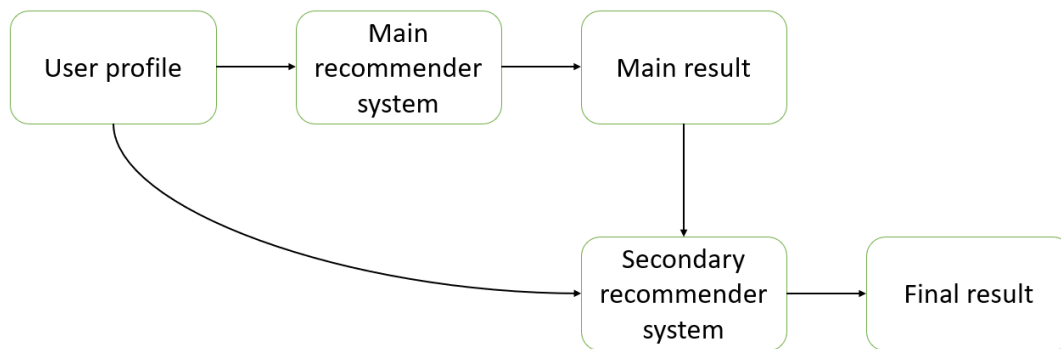 User profile
Main
recommender
system
Main result
Secondary
recommender
system
Final result